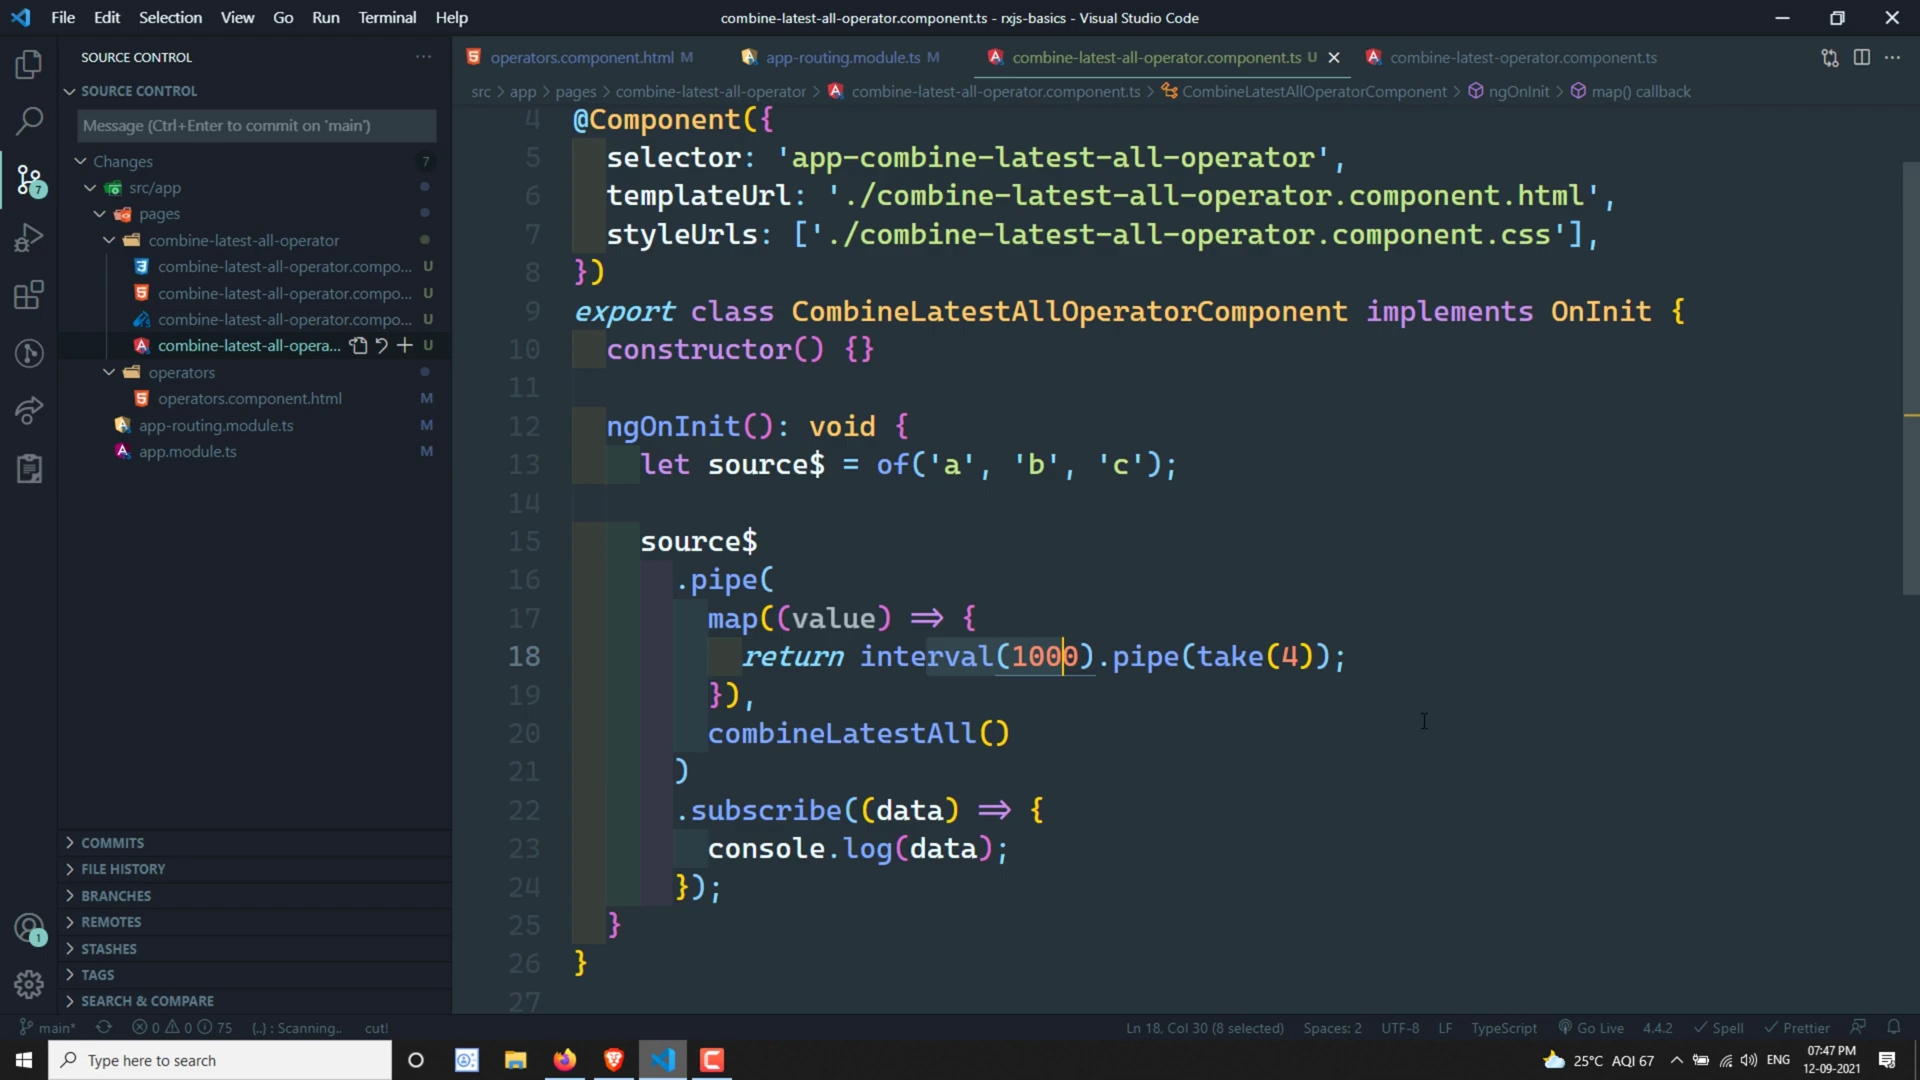 File Edit Selection View Go Run Terminal Help
combine-latest-all-operator.component.ts - rxjs-basics - Visual Studio Code
SOURCE CONTROL
operators.component.html M
app-routing.module.ts M
combine-latest-all-operator.component.ts U
combine-latest-operator.component.ts
SOURCE CONTROL
src > app > pages > combine-latest-all-operator > combine-latest-all-operator.component.ts > CombineLatestAllOperatorComponent > ngOnInit > map() callback
Message (Ctrl+Enter to commit on 'main')
Changes 7
src/app
pages
combine-latest-all-operator
combine-latest-all-operator.compo... U
combine-latest-all-operator.compo... U
combine-latest-all-operator.compo... U
combine-latest-all-opera... U
operators
operators.component.html M
app-routing.module.ts M
app.module.ts M
7
COMMITS
FILE HISTORY
BRANCHES
REMOTES
STASHES
TAGS
SEARCH & COMPARE
1
4 @Component({
5 selector: 'app-combine-latest-all-operator',
6 templateUrl: './combine-latest-all-operator.component.html',
7 styleUrls: ['./combine-latest-all-operator.component.css'],
8 })
9 export class CombineLatestAllOperatorComponent implements OnInit {
10 constructor() {}
11
12 ngOnInit(): void {
13 let source$ = of('a', 'b', 'c');
14
15 source$
16 .pipe(
17 map((value) => {
18 return interval(1000).pipe(take(4));
19 }),
20 combineLatestAll()
21 )
22 .subscribe((data) => {
23 console.log(data);
24 });
25 }
26 }
27
main* 0 0 75 {..} : Scanning.. cut!
Ln 18, Col 30 (8 selected) Spaces: 2 UTF-8 LF TypeScript Go Live 4.4.2 Spell Prettier
Type here to search
25°C AQI 67 ENG
07:47 PM
12-09-2021